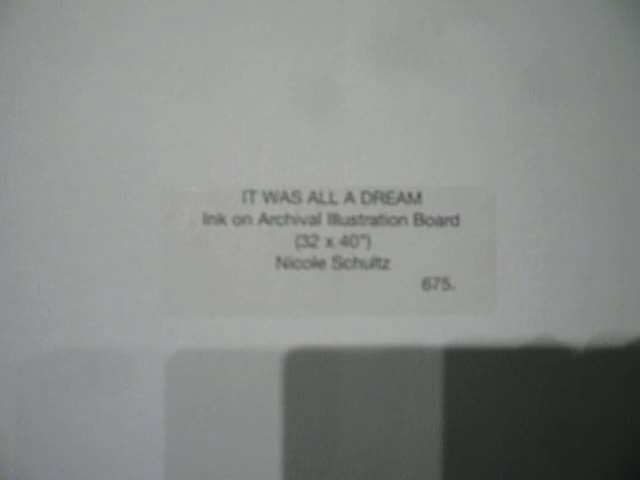 IT WAS ALL A DREAM
Ink on Archival Illustration Board
(32 x 40")
Nicole Schultz
675.